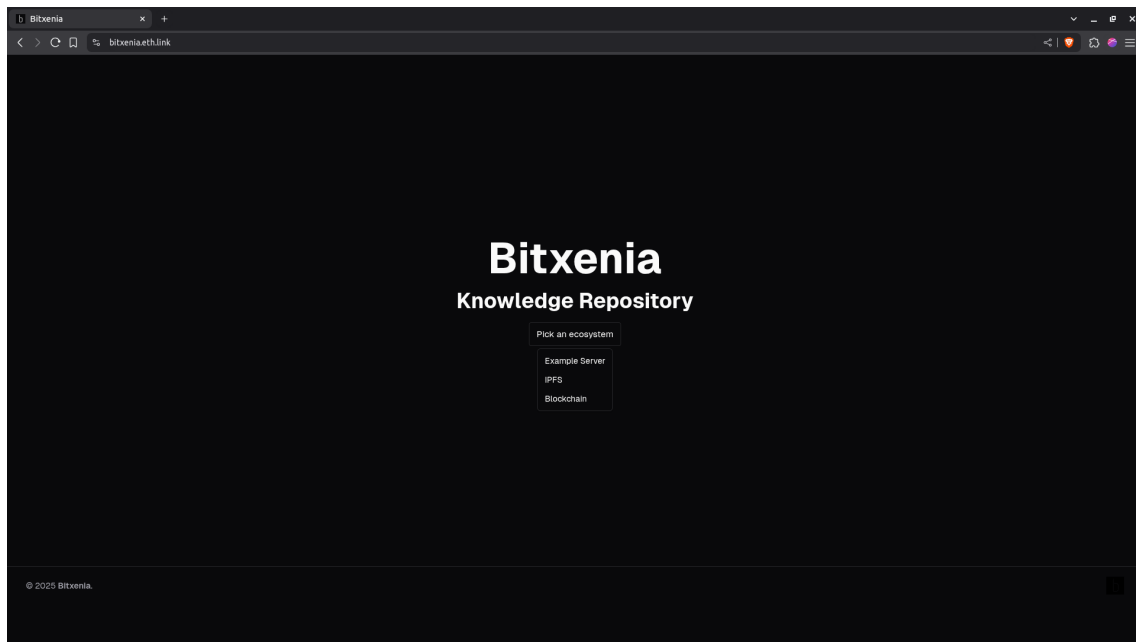 b Bitxenia
bitxenia.eth.link
Bitxenia
Knowledge Repository
Pick an ecosystem
Example Server
IPFS
Blockchain
© 2025 Bitxenia.
b